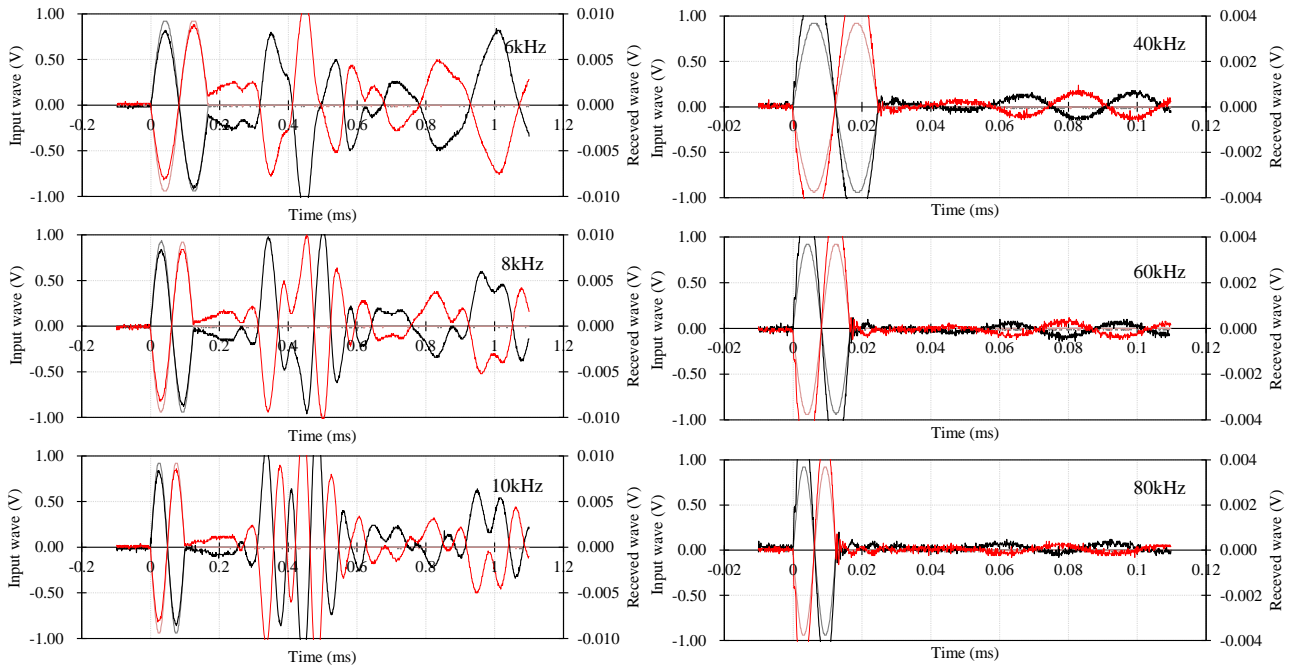 1.00 0.010 1.00 0.004
6kHz 40kHz
0.50 0.005 0.50 0.002
Input wave (V) 0.00 0.000 Receved wave (V) Input wave (V) 0.00 0.000 Receved wave (V)
-0.2 0 0.2 0.4 0.6 0.8 1 1.2 -0.02 0 0.02 0.04 0.06 0.08 0.1 0.12
-0.50 -0.005 -0.50 -0.002
-1.00 -0.010 -1.00 -0.004
Time (ms) Time (ms)
1.00 0.010 1.00 0.004
8kHz 60kHz
0.50 0.005 0.50 0.002
Input wave (V) 0.00 0.000 Receved wave (V) Input wave (V) 0.00 0.000 Receved wave (V)
-0.2 0 0.2 0.4 0.6 0.8 1 1.2 -0.02 0 0.02 0.04 0.06 0.08 0.1 0.12
-0.50 -0.005 -0.50 -0.002
-1.00 -0.010 -1.00 -0.004
Time (ms) Time (ms)
1.00 0.010 1.00 0.004
10kHz 80kHz
0.50 0.005 0.50 0.002
Input wave (V) 0.00 0.000 Receved wave (V) Input wave (V) 0.00 0.000 Receved wave (V)
-0.2 0 0.2 0.4 0.6 0.8 1 1.2 -0.02 0 0.02 0.04 0.06 0.08 0.1 0.12
-0.50 -0.005 -0.50 -0.002
-1.00 -0.010 -1.00 -0.004
Time (ms) Time (ms)